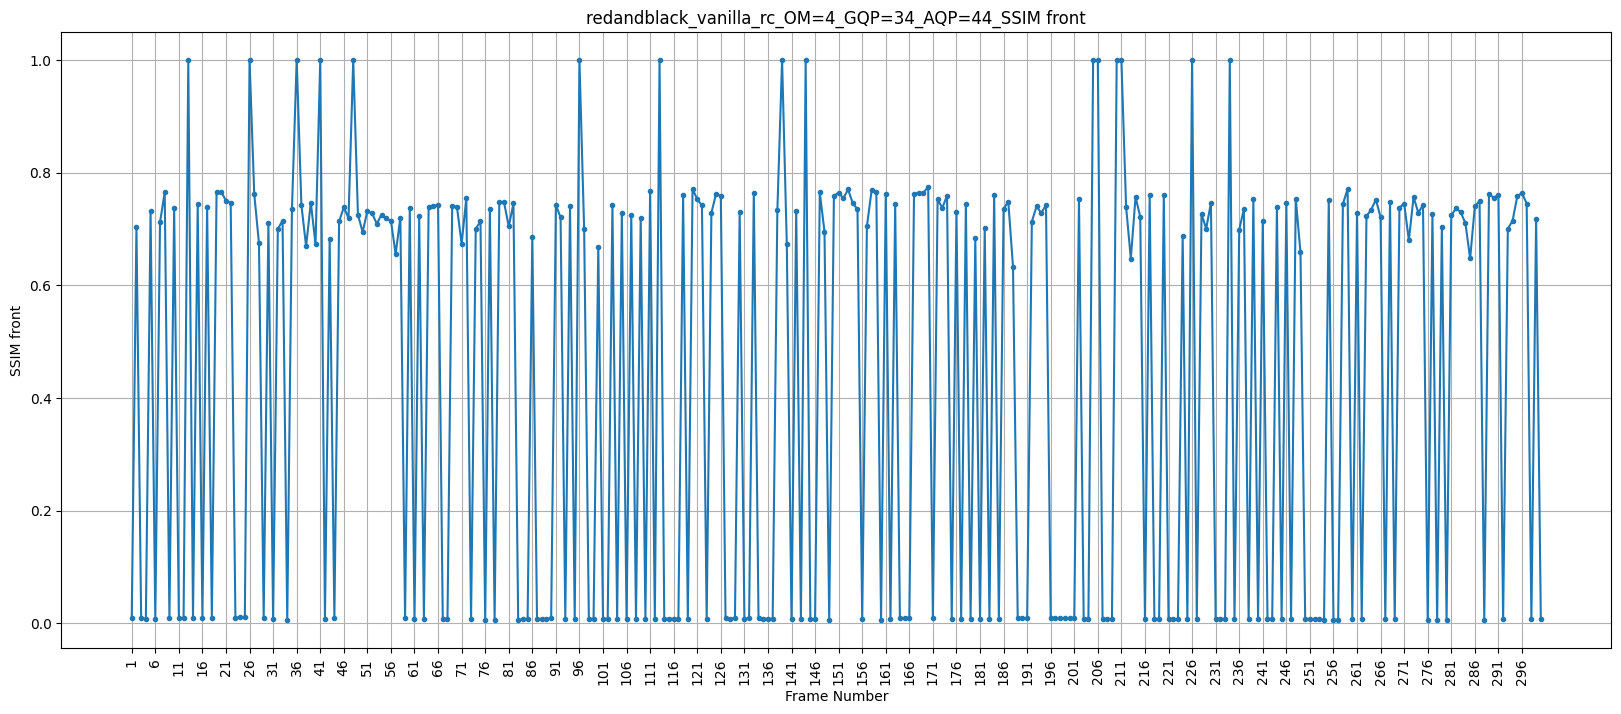 redandblack_vanilla_rc_OM=4_GQP=34_AQP=44_SSIM front
1.0
0.8
0.6
0.4
0.2
0.0
SSIM front
1 6 11 16 21 26 31 36 41 46 51 56 61 66 71 76 81 86 91 96 101 106 111 116 121 126 131 136 141 146 151 156 161 166 171 176 181 186 191 196 201 206 211 216 221 226 231 236 241 246 251 256 261 266 271 276 281 286 291 296
Frame Number